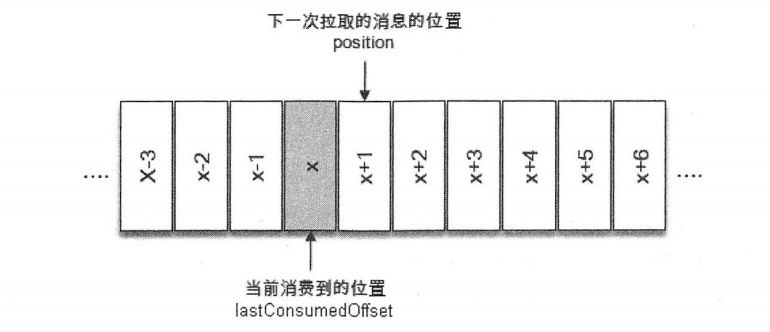 下一次拉取的消息的位置
position
.... X-3 x-2 x-1 x x+1 x+2 x+3 x+4 x+5 x+6 ....
当前消费到的位置
lastConsumedOffset